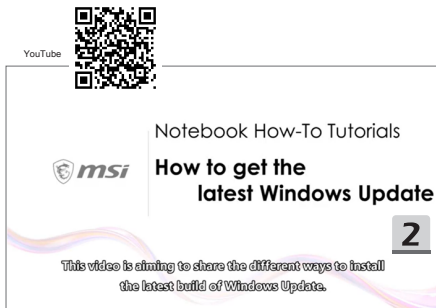 YouTube
Notebook How-To Tutorials
msi
How to get the
latest Windows Update
2
This video is aiming to share the different ways to install
the latest build of Windows Update.